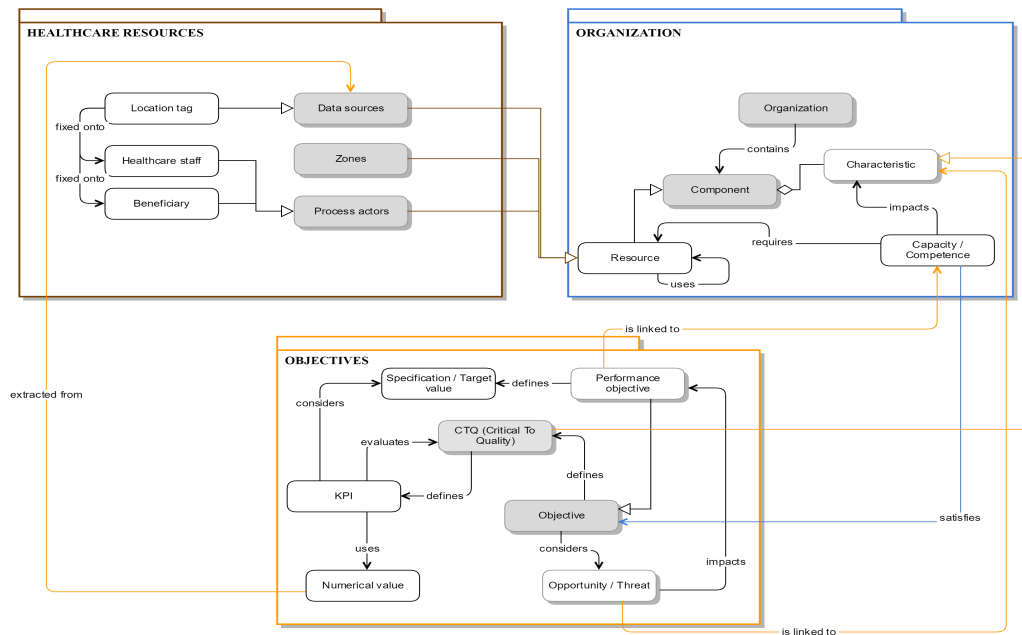 HEALTHCARE RESOURCES
Location tag
Data sources
fixed onto
Healthcare staff
Zones
fixed onto
Beneficiary
Process actors
ORGANIZATION
Organization
contains
Characteristic
Component
impacts
requires
Capacity /
Competence
Resource
uses
is linked to
extracted from
OBJECTIVES
Specification / Target
value
defines
Performance
objective
considers
CTQ (Critical To
Quality)
evaluates
defines
KPI
defines
Objective
satisfies
uses
considers
impacts
Numerical value
Opportunity / Threat
is linked to